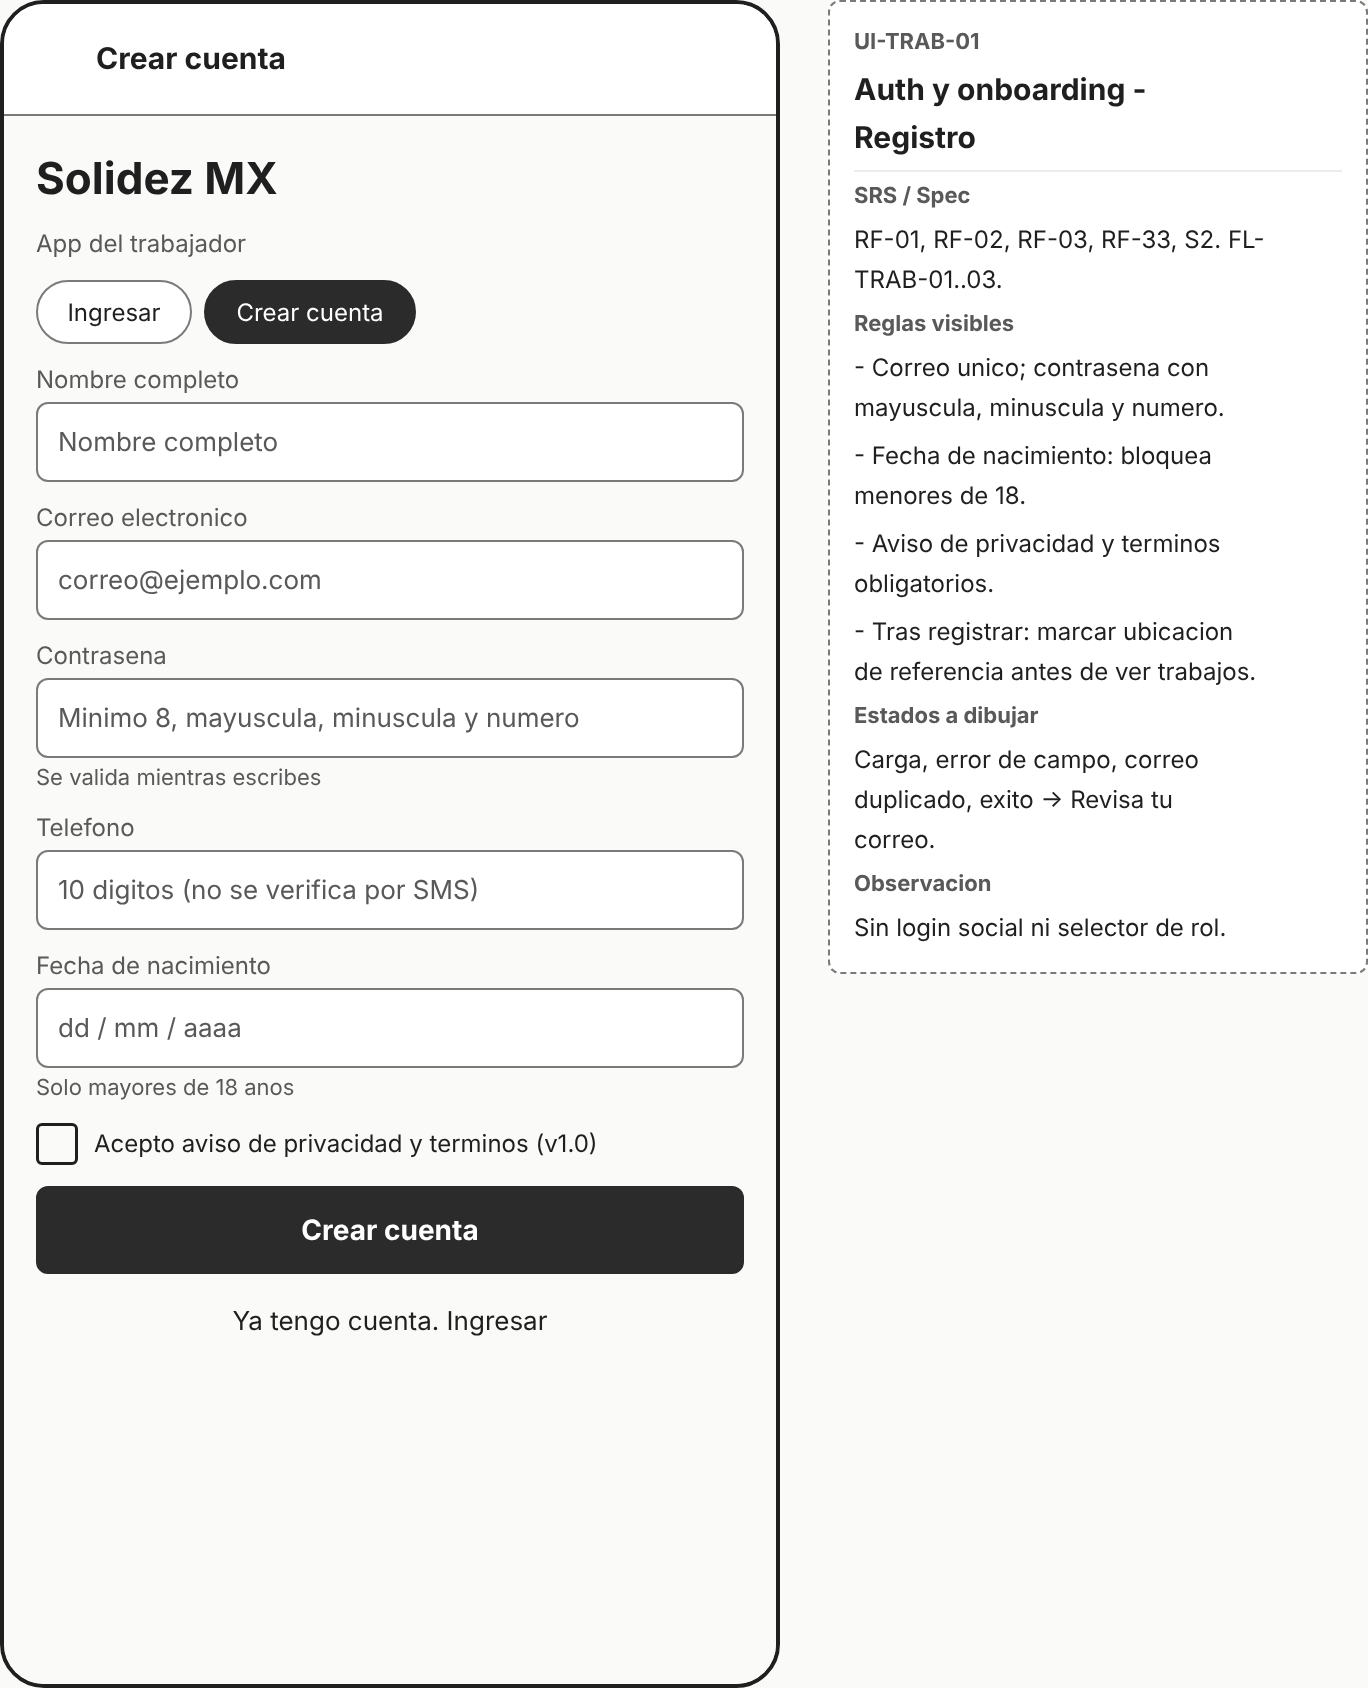 Crear cuenta
Solidez MX
App del trabajador
Ingresar
Crear cuenta
Nombre completo
Nombre completo
Correo electronico
correo@ejemplo.com
Contrasena
Minimo 8, mayuscula, minuscula y numero
Se valida mientras escribes
Telefono
10 digitos (no se verifica por SMS)
Fecha de nacimiento
dd / mm / aaaa
Solo mayores de 18 anos
Acepto aviso de privacidad y terminos (v1.0)
Crear cuenta
Ya tengo cuenta. Ingresar
UI-TRAB-01
Auth y onboarding -
Registro
SRS / Spec
RF-01, RF-02, RF-03, RF-33, S2. FL-
TRAB-01..03.
Reglas visibles
- Correo unico; contrasena con
mayuscula, minuscula y numero.
- Fecha de nacimiento: bloquea
menores de 18.
- Aviso de privacidad y terminos
obligatorios.
- Tras registrar: marcar ubicacion
de referencia antes de ver trabajos.
Estados a dibujar
Carga, error de campo, correo
duplicado, exito → Revisa tu
correo.
Observacion
Sin login social ni selector de rol.